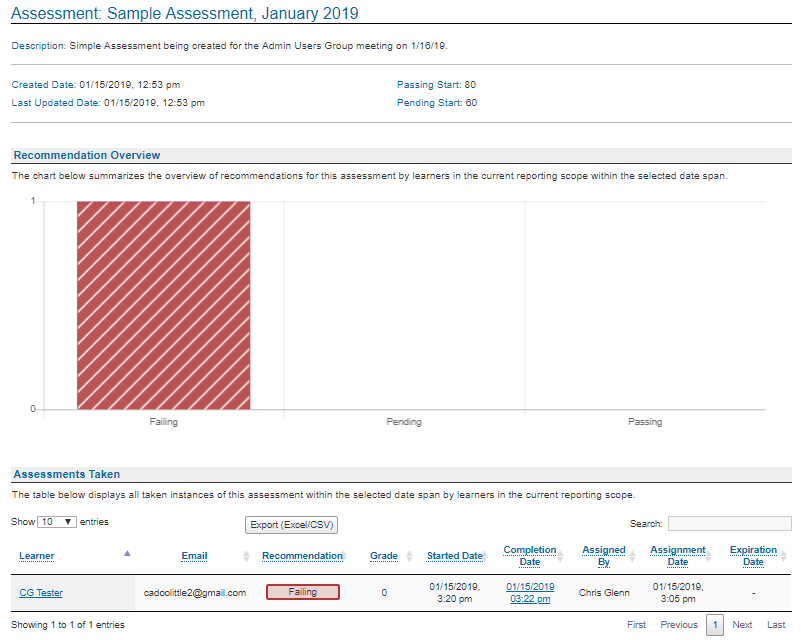 Assessment: Sample Assessment, January 2019
Description: Simple Assessment being created for the Admin Users Group meeting on 1/16/19.
Created Date: 01/15/2019, 12:53 pm
Passing Start: 80
Last Updated Date: 01/15/2019, 12:53 pm
Pending Start: 60
Recommendation Overview
The chart below summarizes the overview of recommendations for this assessment by learners in the current reporting scope within the selected date span.
1
0
Failing
Pending
Passing
Assessments Taken
The table below displays all taken instances of this assessment within the selected date span by learners in the current reporting scope.
Show 10 entries
Export (Excel/CSV)
Search:
Learner
Email
Recommendation
Grade
Started Date
Completion
Date
Assigned
By
Assignment
Date
Expiration
Date
CG Tester
cadoolittle2@gmail.com
Failing
0
01/15/2019,
3:20 pm
01/15/2019
03:22 pm
Chris Glenn
01/15/2019,
3:05 pm
-
Showing 1 to 1 of 1 entries
First Previous 1 Next Last